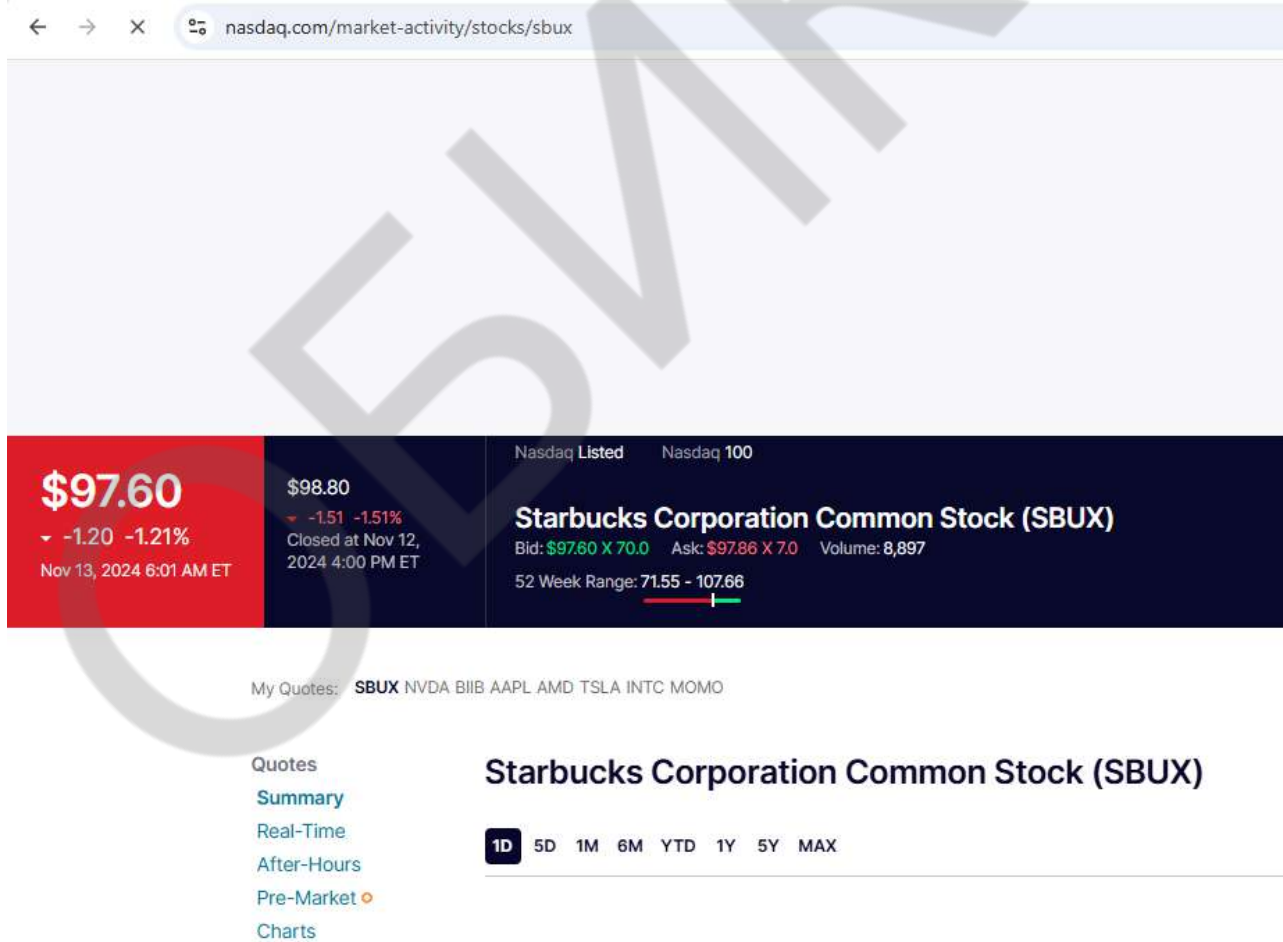 nasdaq.com/market-activity/stocks/sbux
$97.60
-1.20 -1.21%
Nov 13, 2024 6:01 AM ET
$98.80
-1.51 -1.51%
Closed at Nov 12,
2024 4:00 PM ET
Nasdaq Listed Nasdaq 100
Starbucks Corporation Common Stock (SBUX)
Bid: $97.60 X 70.0 Ask: $97.86 X 7.0 Volume: 8,897
52 Week Range: 71.55 - 107.66
My Quotes: SBUX NVDA BIIB AAPL AMD TSLA INTC MOMO
Quotes
Summary
Real-Time
After-Hours
Pre-Market
Charts
Starbucks Corporation Common Stock (SBUX)
1D 5D 1M 6M YTD 1Y 5Y MAX